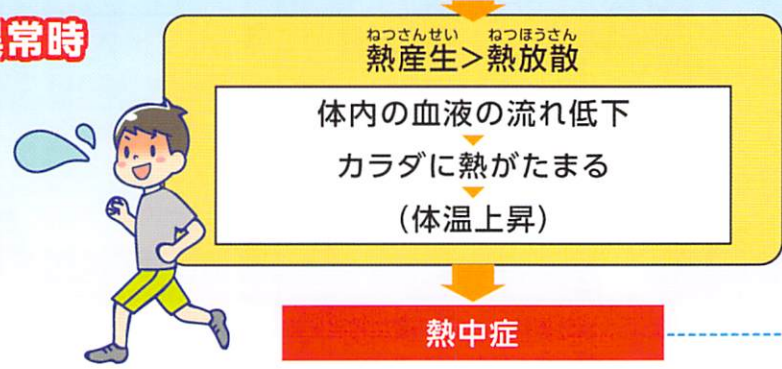 常時
ねつさんせい ねつほうさん
熱産生>熱放散
体内の血液の流れ低下
カラダに熱がたまる
(体温上昇)
熱中症